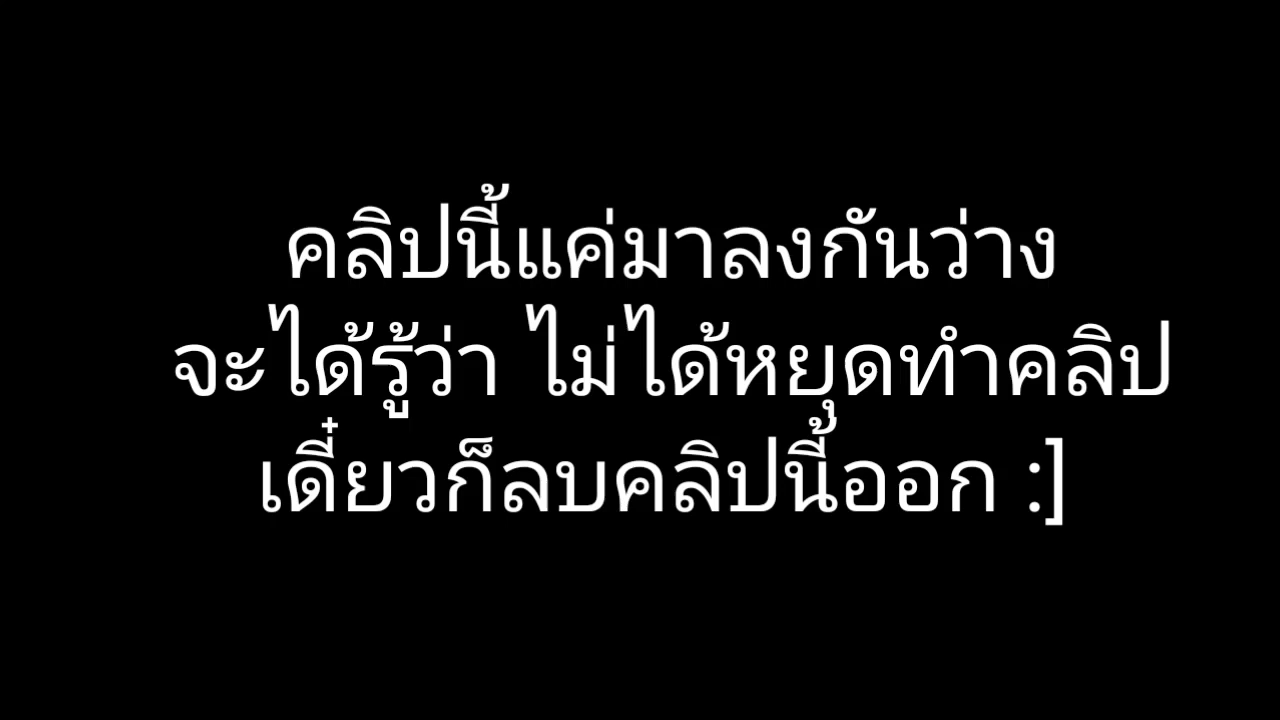 คลิปนี้แค่มาลงกันว่าง
จะได้รู้ว่า ไม่ได้หยุดทำคลิป
เดี๋ยวก็ลบคลิปนี้ออก :]